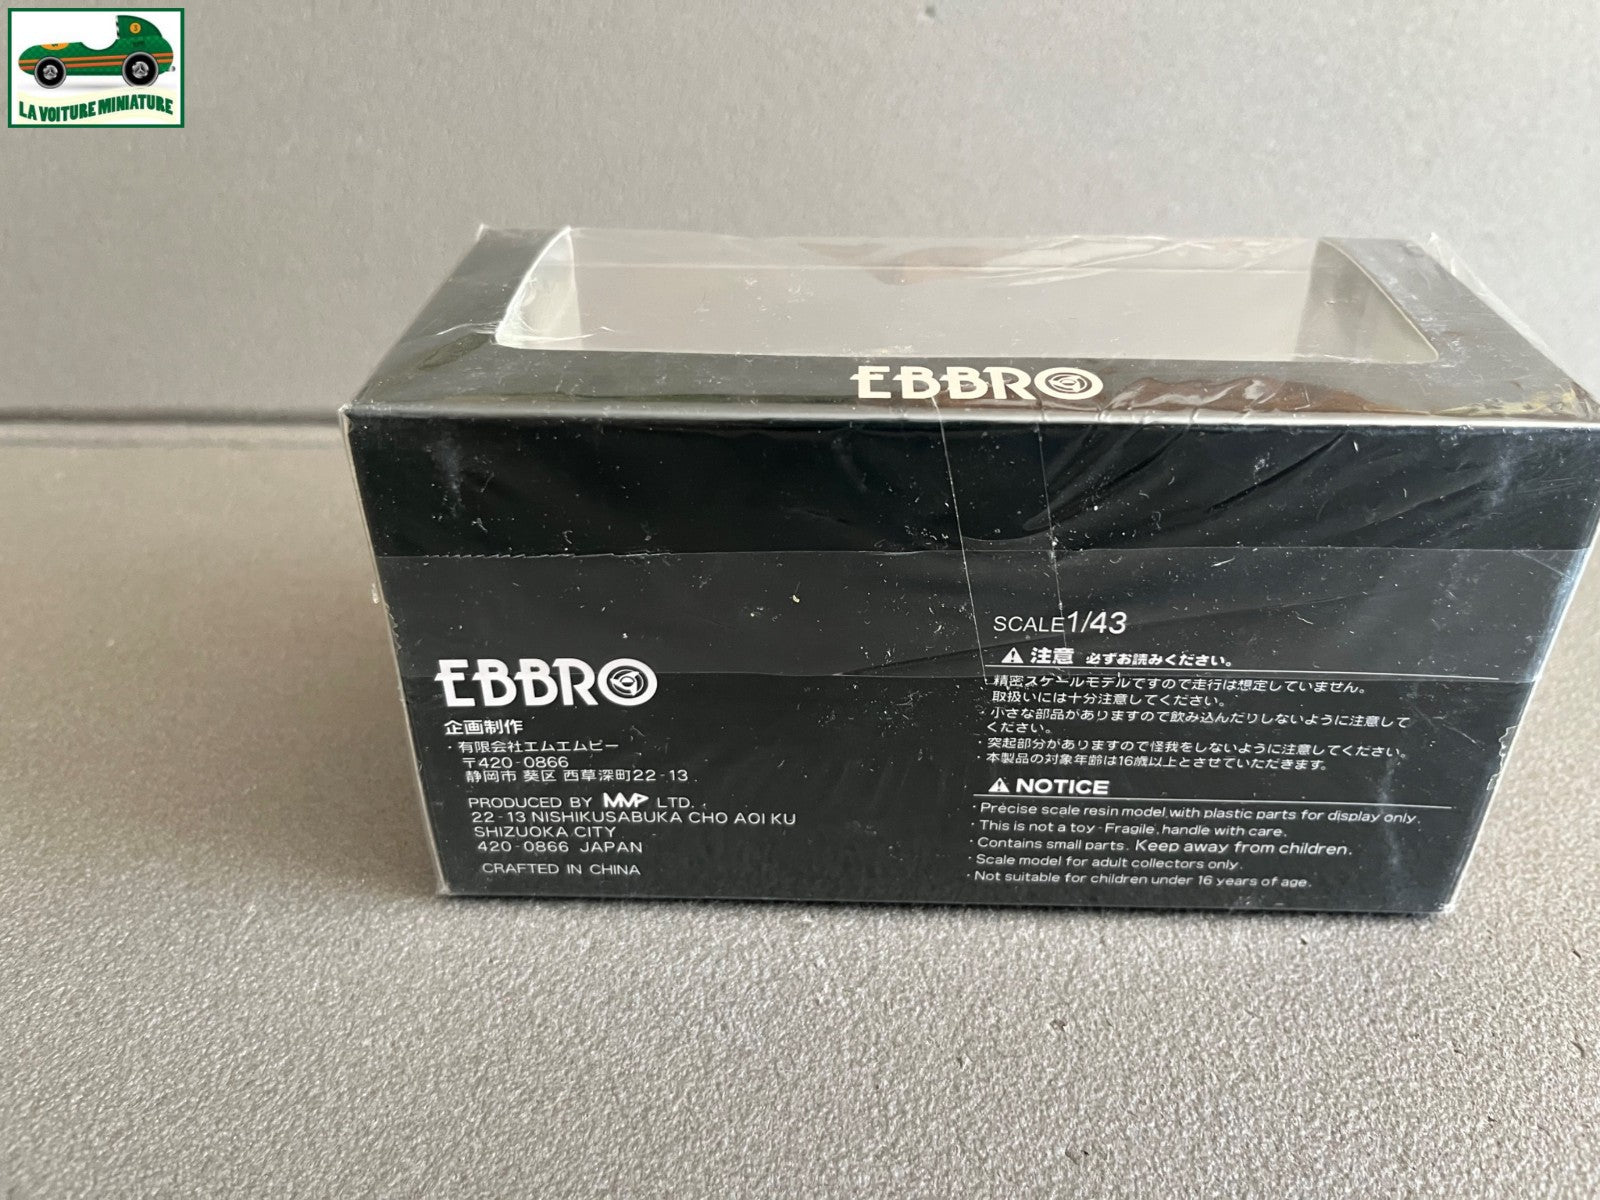 LA VOITURE MINIATURE
EBBRO
EBBRO
企画制作
・有限会社エムエムピー
〒420-0866
静岡市 葵区 西草深町22-13
PRODUCED BY MMP LTD.
22-13 NISHIKUSABUKA CHO AOI KU
SHIZUOKA CITY
420-0866 JAPAN
CRAFTED IN CHINA
SCALE 1/43
⚠ 注意 必ずお読みください。
・精密スケールモデルですので走行は想定していません。
取扱いには十分注意してください。
・小さな部品がありますので飲み込んだりしないように注意して
ください。
・突起部分がありますので怪我をしないように注意してください。
・本製品の対象年齢は16歳以上とさせていただきます。
⚠ NOTICE
・Precise scale resin model with plastic parts for display only.
・This is not a toy - Fragile, handle with care.
・Contains small parts. Keep away from children.
・Scale model for adult collectors only.
・Not suitable for children under 16 years of age.